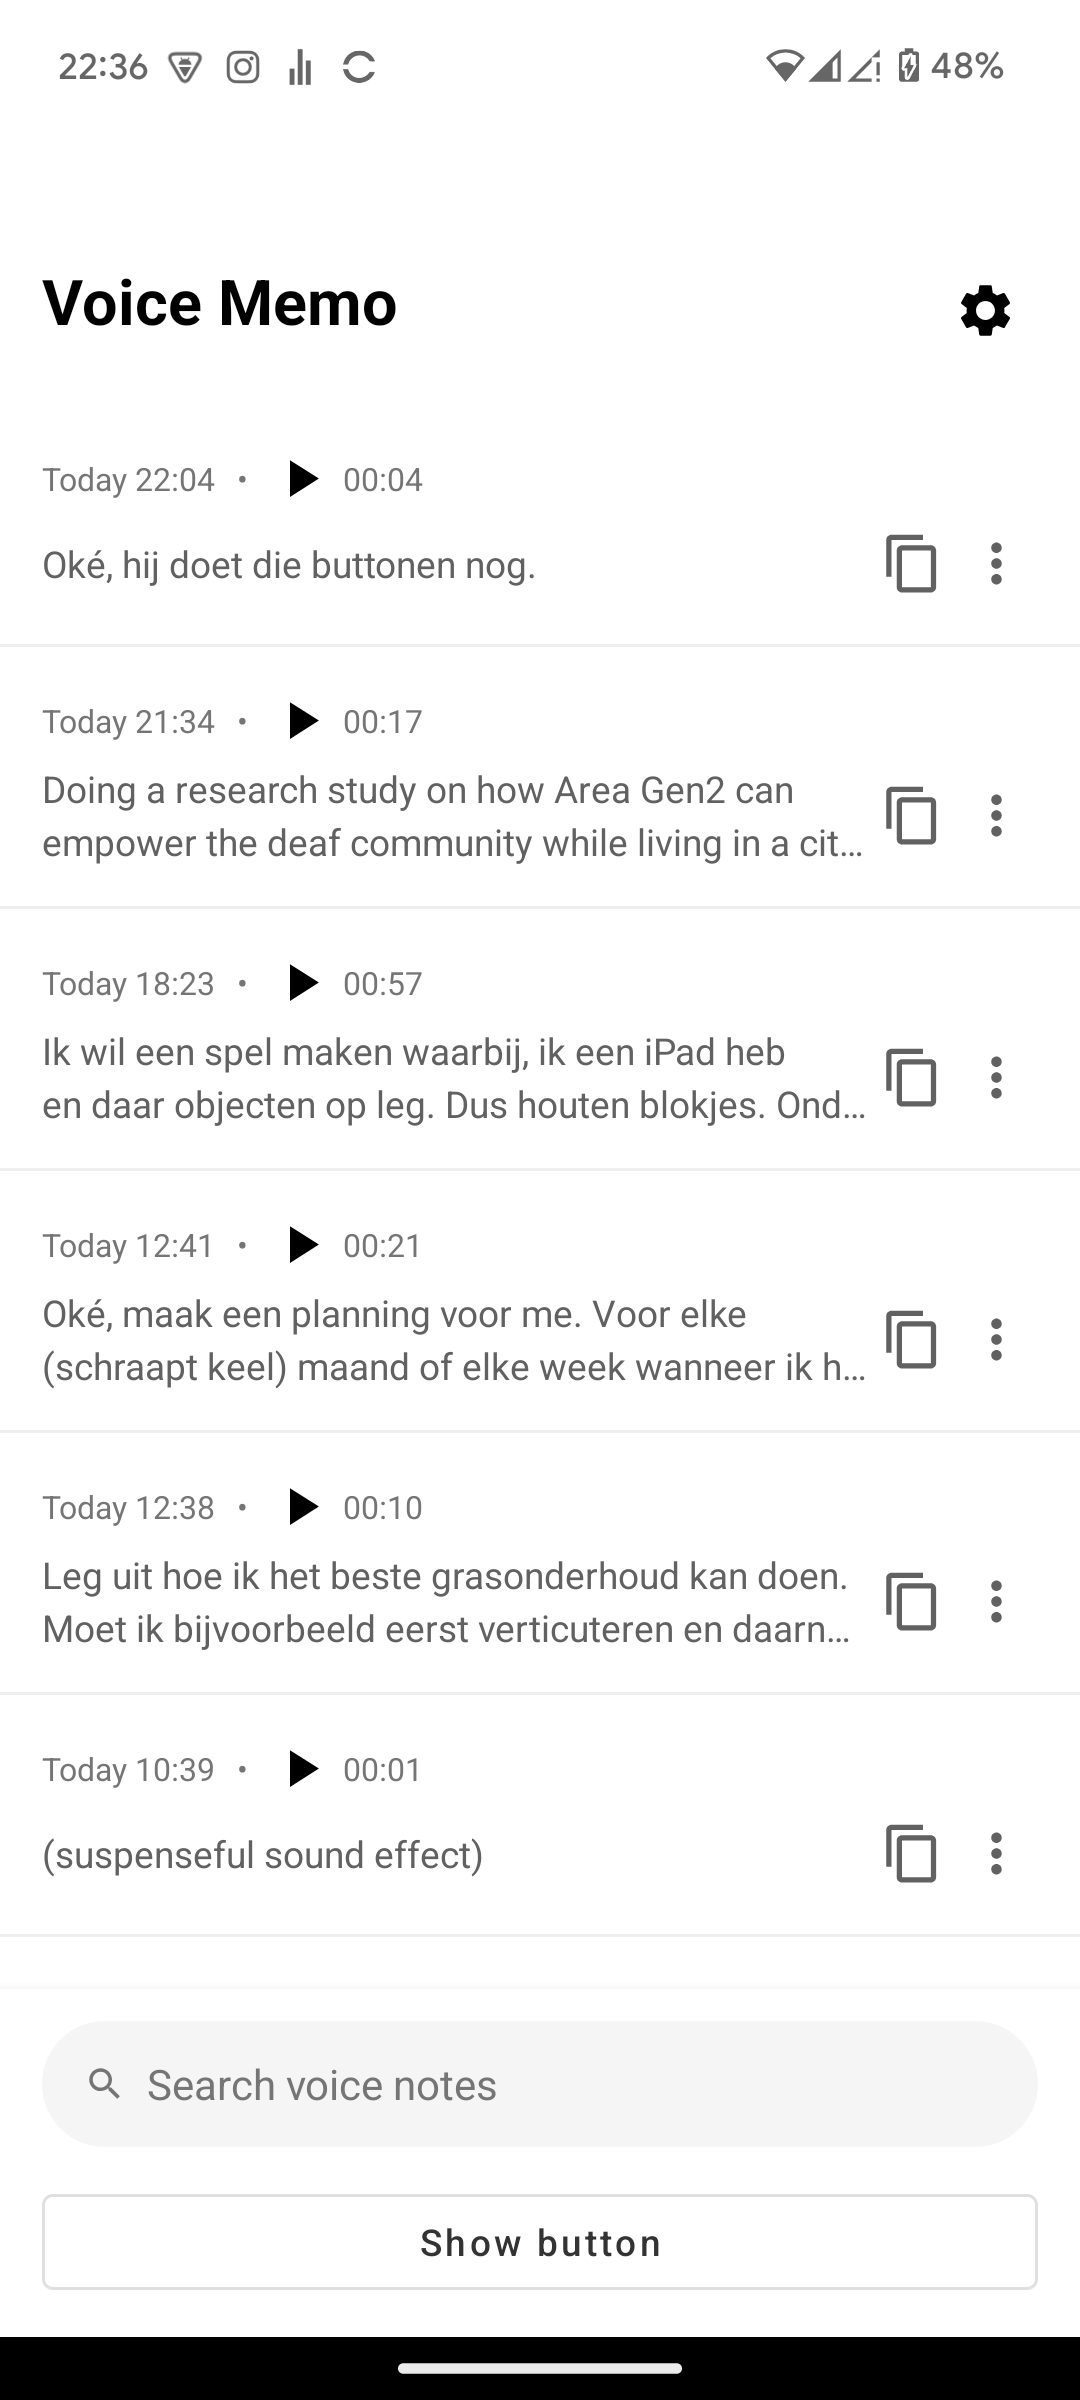 22:36
48%
Voice Memo
Today 22:04 • 00:04
Oké, hij doet die buttonen nog.
Today 21:34 • 00:17
Doing a research study on how Area Gen2 can
empower the deaf community while living in a cit...
Today 18:23 • 00:57
Ik wil een spel maken waarbij, ik een iPad heb
en daar objecten op leg. Dus houten blokjes. Ond...
Today 12:41 • 00:21
Oké, maak een planning voor me. Voor elke
(schraapt keel) maand of elke week wanneer ik h...
Today 12:38 • 00:10
Leg uit hoe ik het beste grasonderhoud kan doen.
Moet ik bijvoorbeeld eerst verticuteren en daarn...
Today 10:39 • 00:01
(suspenseful sound effect)
Search voice notes
Show button